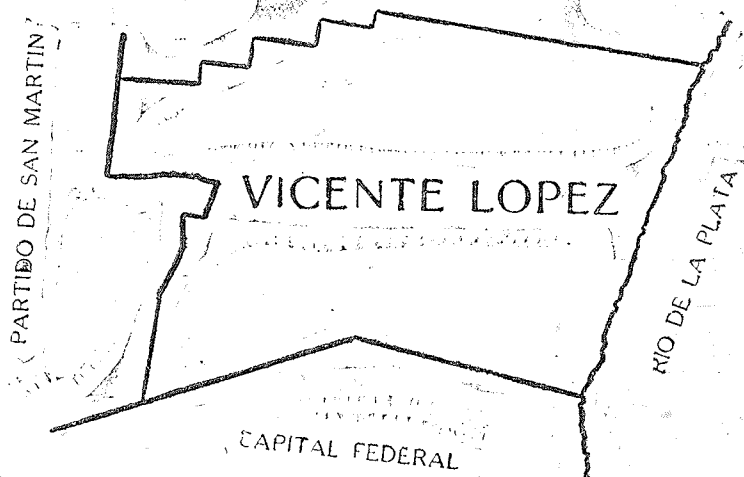 PARTIDO DE SAN MARTIN
VICENTE LOPEZ
RIO DE LA PLATA
CAPITAL FEDERAL